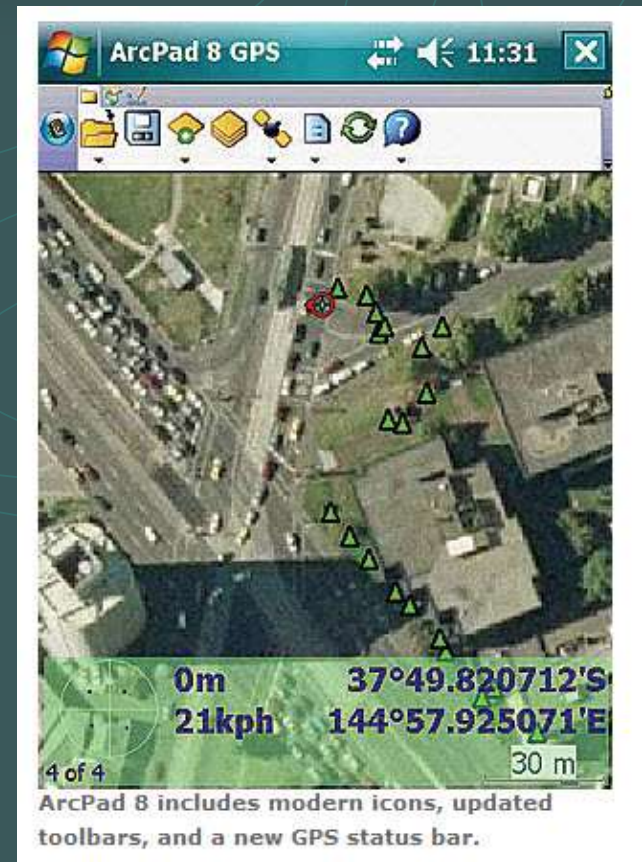 ArcPad 8 GPS 11:31
0m 37°49.820712'S
21kph 144°57.925071'E
4 of 4 30 m
ArcPad 8 includes modern icons, updated
toolbars, and a new GPS status bar.